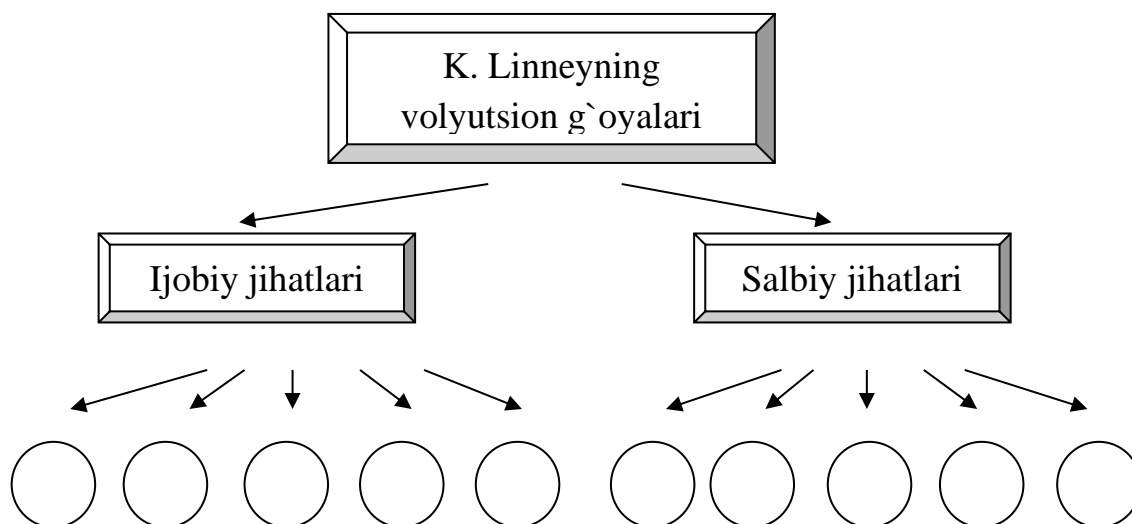 K. Linneyning
volyutsion g`oyalari
Ijobiy jihatlari
Salbiy jihatlari